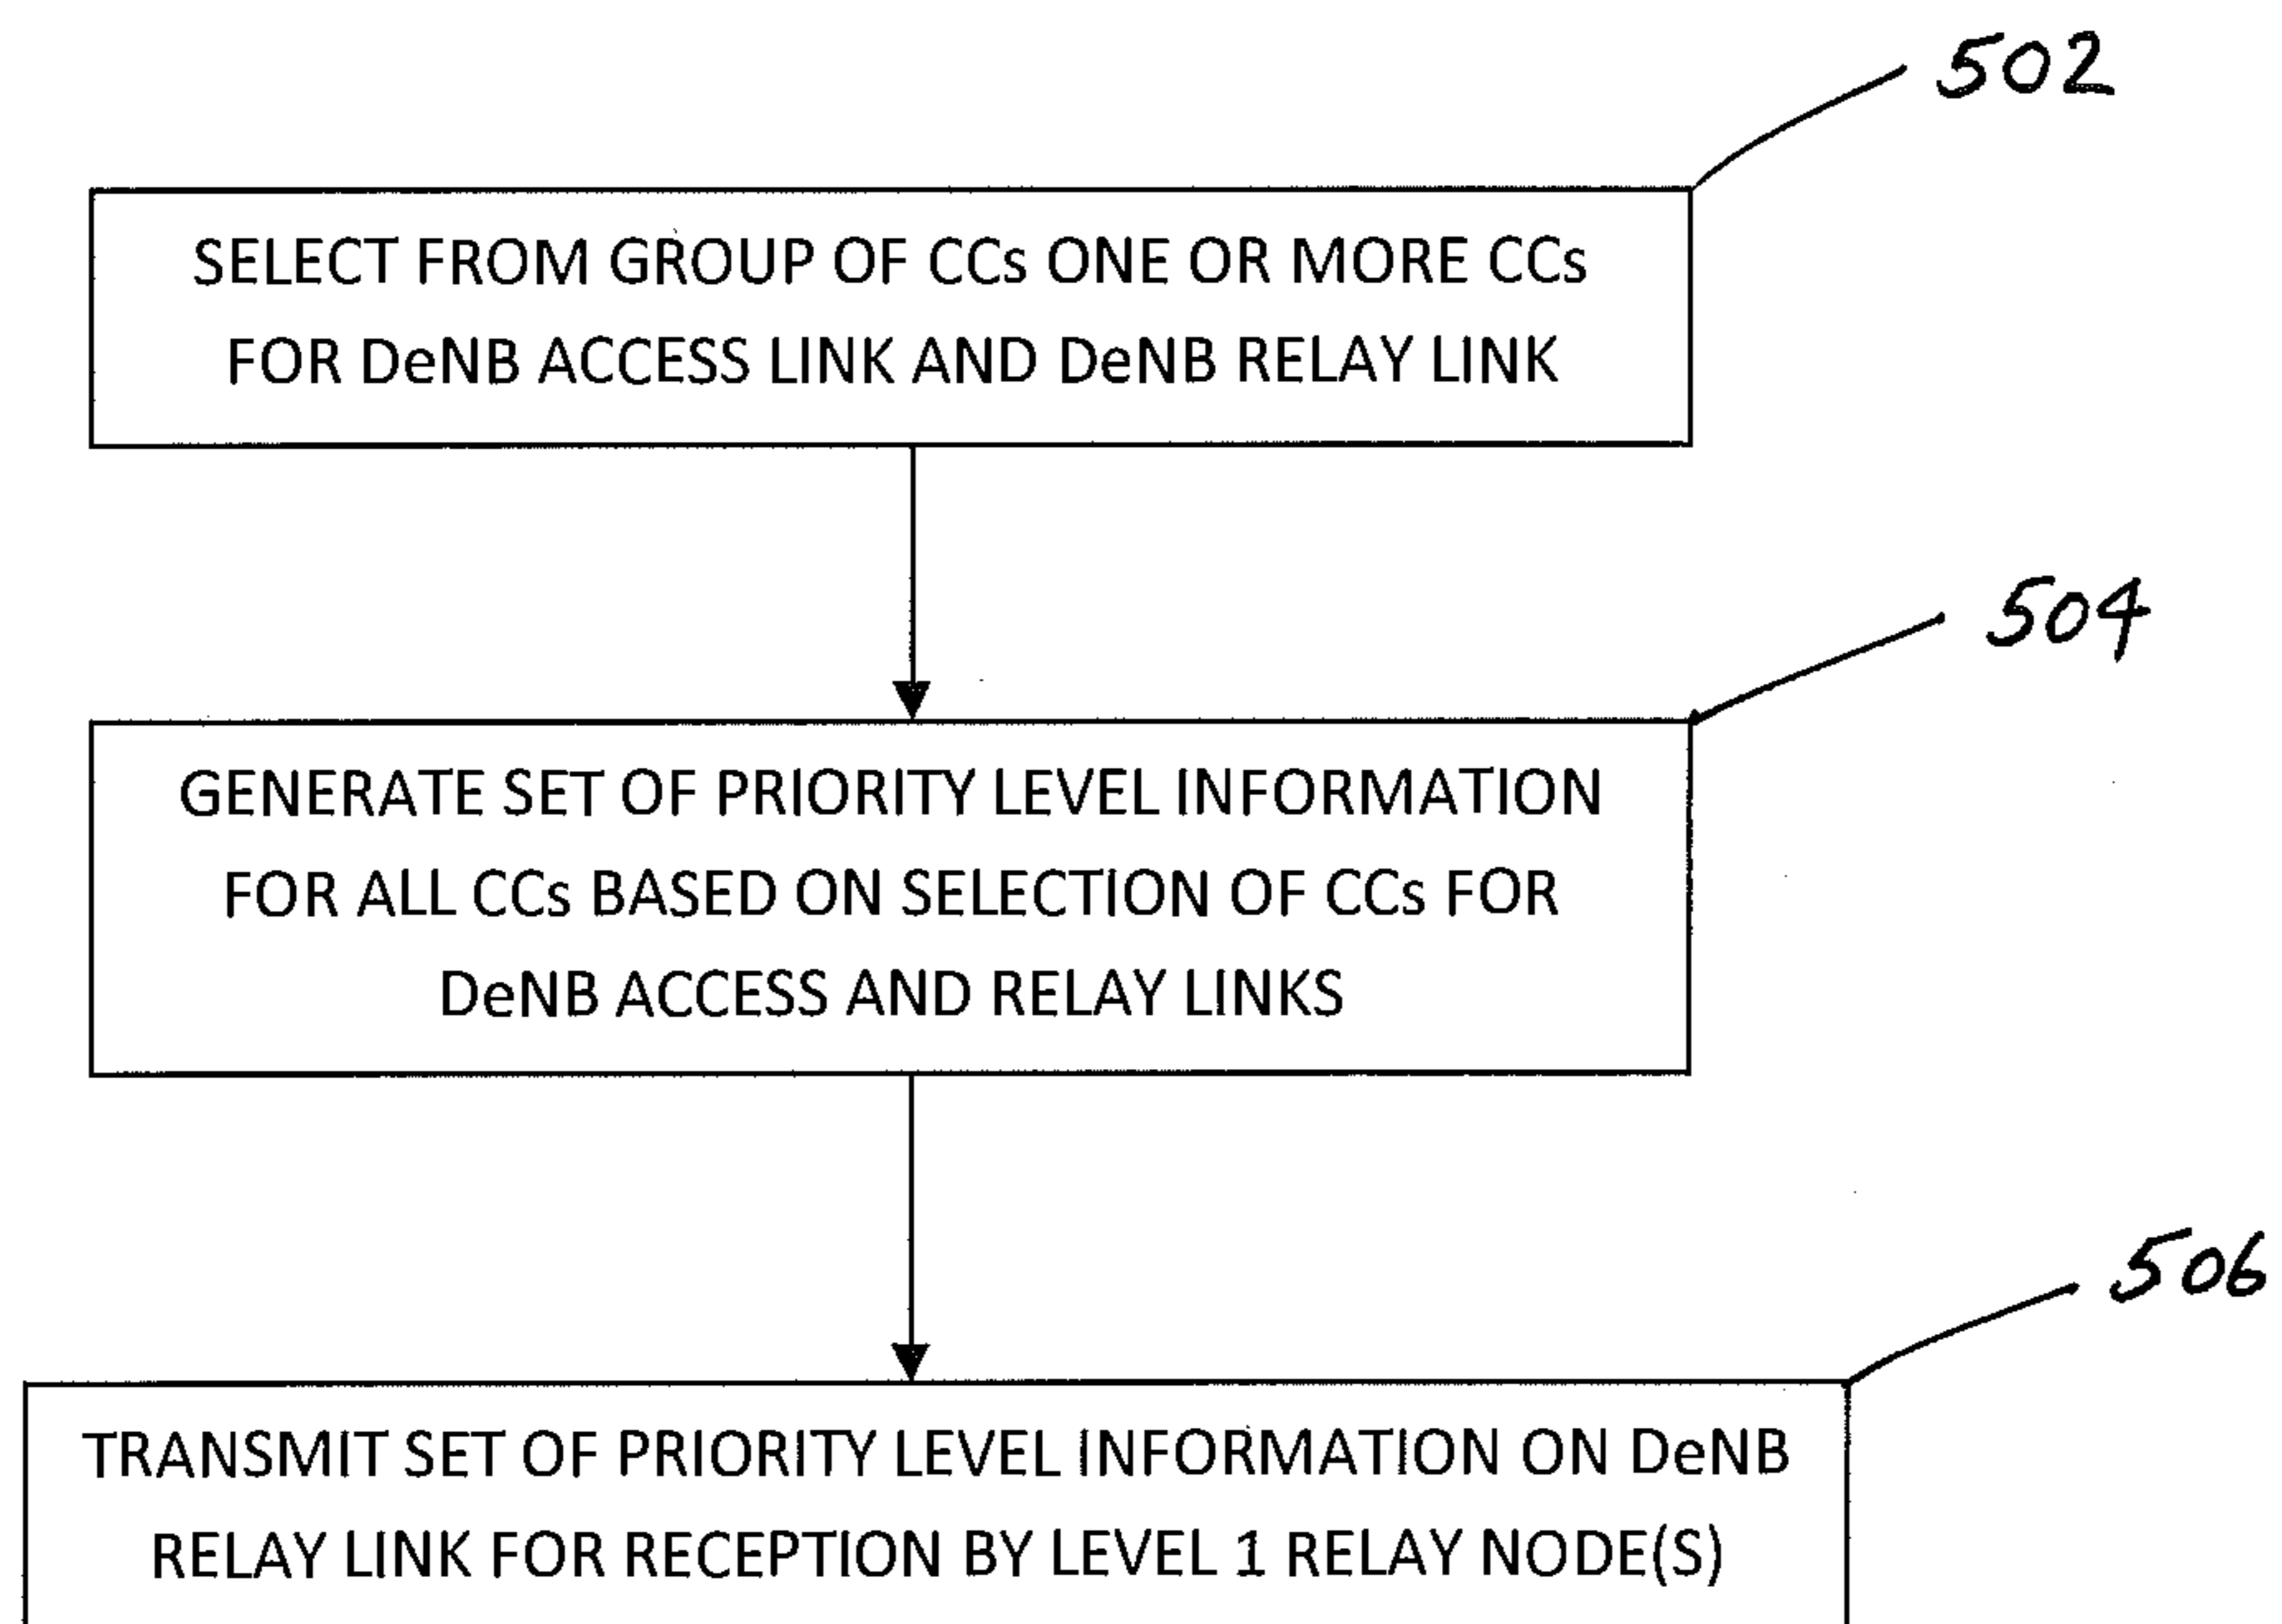 502
SELECT FROM GROUP OF CCs ONE OR MORE CCs
FOR DeNB ACCESS LINK AND DeNB RELAY LINK
504
GENERATE SET OF PRIORITY LEVEL INFORMATION
FOR ALL CCs BASED ON SELECTION OF CCs FOR
DeNB ACCESS AND RELAY LINKS
506
TRANSMIT SET OF PRIORITY LEVEL INFORMATION ON DeNB
RELAY LINK FOR RECEPTION BY LEVEL 1 RELAY NODE(S)